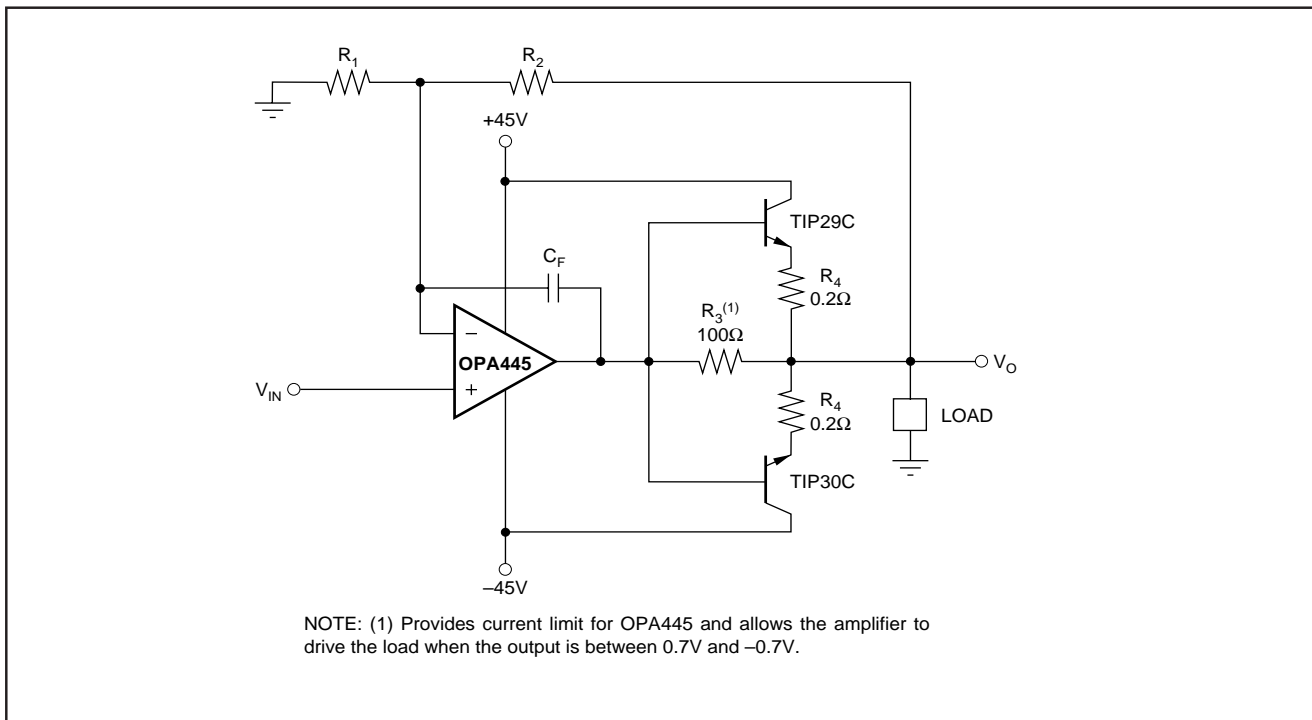 R1
R2
+45V
TIP29C
CF
R4
0.2Ω
R3(1)
100Ω
–
OPA445
+
VIN
VO
R4
0.2Ω
LOAD
TIP30C
–45V
NOTE: (1) Provides current limit for OPA445 and allows the amplifier to
drive the load when the output is between 0.7V and –0.7V.